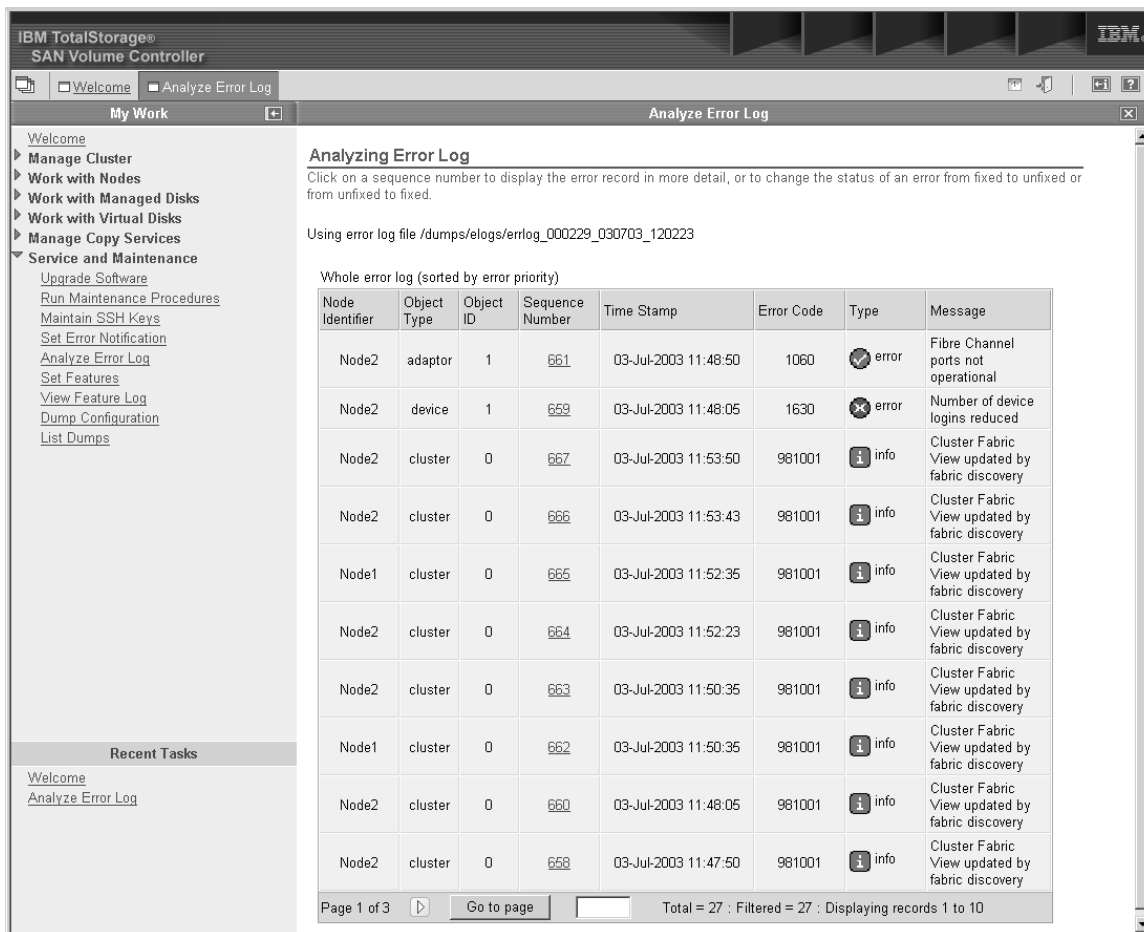 IBM TotalStorage®
SAN Volume Controller
IBM.
Welcome
Analyze Error Log
My Work
Analyze Error Log
Welcome
Manage Cluster
Work with Nodes
Work with Managed Disks
Work with Virtual Disks
Manage Copy Services
Service and Maintenance
Upgrade Software
Run Maintenance Procedures
Maintain SSH Keys
Set Error Notification
Analyze Error Log
Set Features
View Feature Log
Dump Configuration
List Dumps
Recent Tasks
Welcome
Analyze Error Log
Analyzing Error Log
Click on a sequence number to display the error record in more detail, or to change the status of an error from fixed to unfixed or
from unfixed to fixed.
Using error log file /dumps/elogs/errlog_000229_030703_120223
Whole error log (sorted by error priority)
Node Identifier Object Type Object ID Sequence Number Time Stamp Error Code Type Message
Node2 adaptor 1 661 03-Jul-2003 11:48:50 1060 error Fibre Channel ports not operational
Node2 device 1 659 03-Jul-2003 11:48:05 1630 error Number of device logins reduced
Node2 cluster 0 667 03-Jul-2003 11:53:50 981001 info Cluster Fabric View updated by fabric discovery
Node2 cluster 0 666 03-Jul-2003 11:53:43 981001 info Cluster Fabric View updated by fabric discovery
Node1 cluster 0 665 03-Jul-2003 11:52:35 981001 info Cluster Fabric View updated by fabric discovery
Node2 cluster 0 664 03-Jul-2003 11:52:23 981001 info Cluster Fabric View updated by fabric discovery
Node2 cluster 0 663 03-Jul-2003 11:50:35 981001 info Cluster Fabric View updated by fabric discovery
Node1 cluster 0 662 03-Jul-2003 11:50:35 981001 info Cluster Fabric View updated by fabric discovery
Node2 cluster 0 660 03-Jul-2003 11:48:05 981001 info Cluster Fabric View updated by fabric discovery
Node2 cluster 0 658 03-Jul-2003 11:47:50 981001 info Cluster Fabric View updated by fabric discovery
Page 1 of 3 Go to page Total = 27 : Filtered = 27 : Displaying records 1 to 10